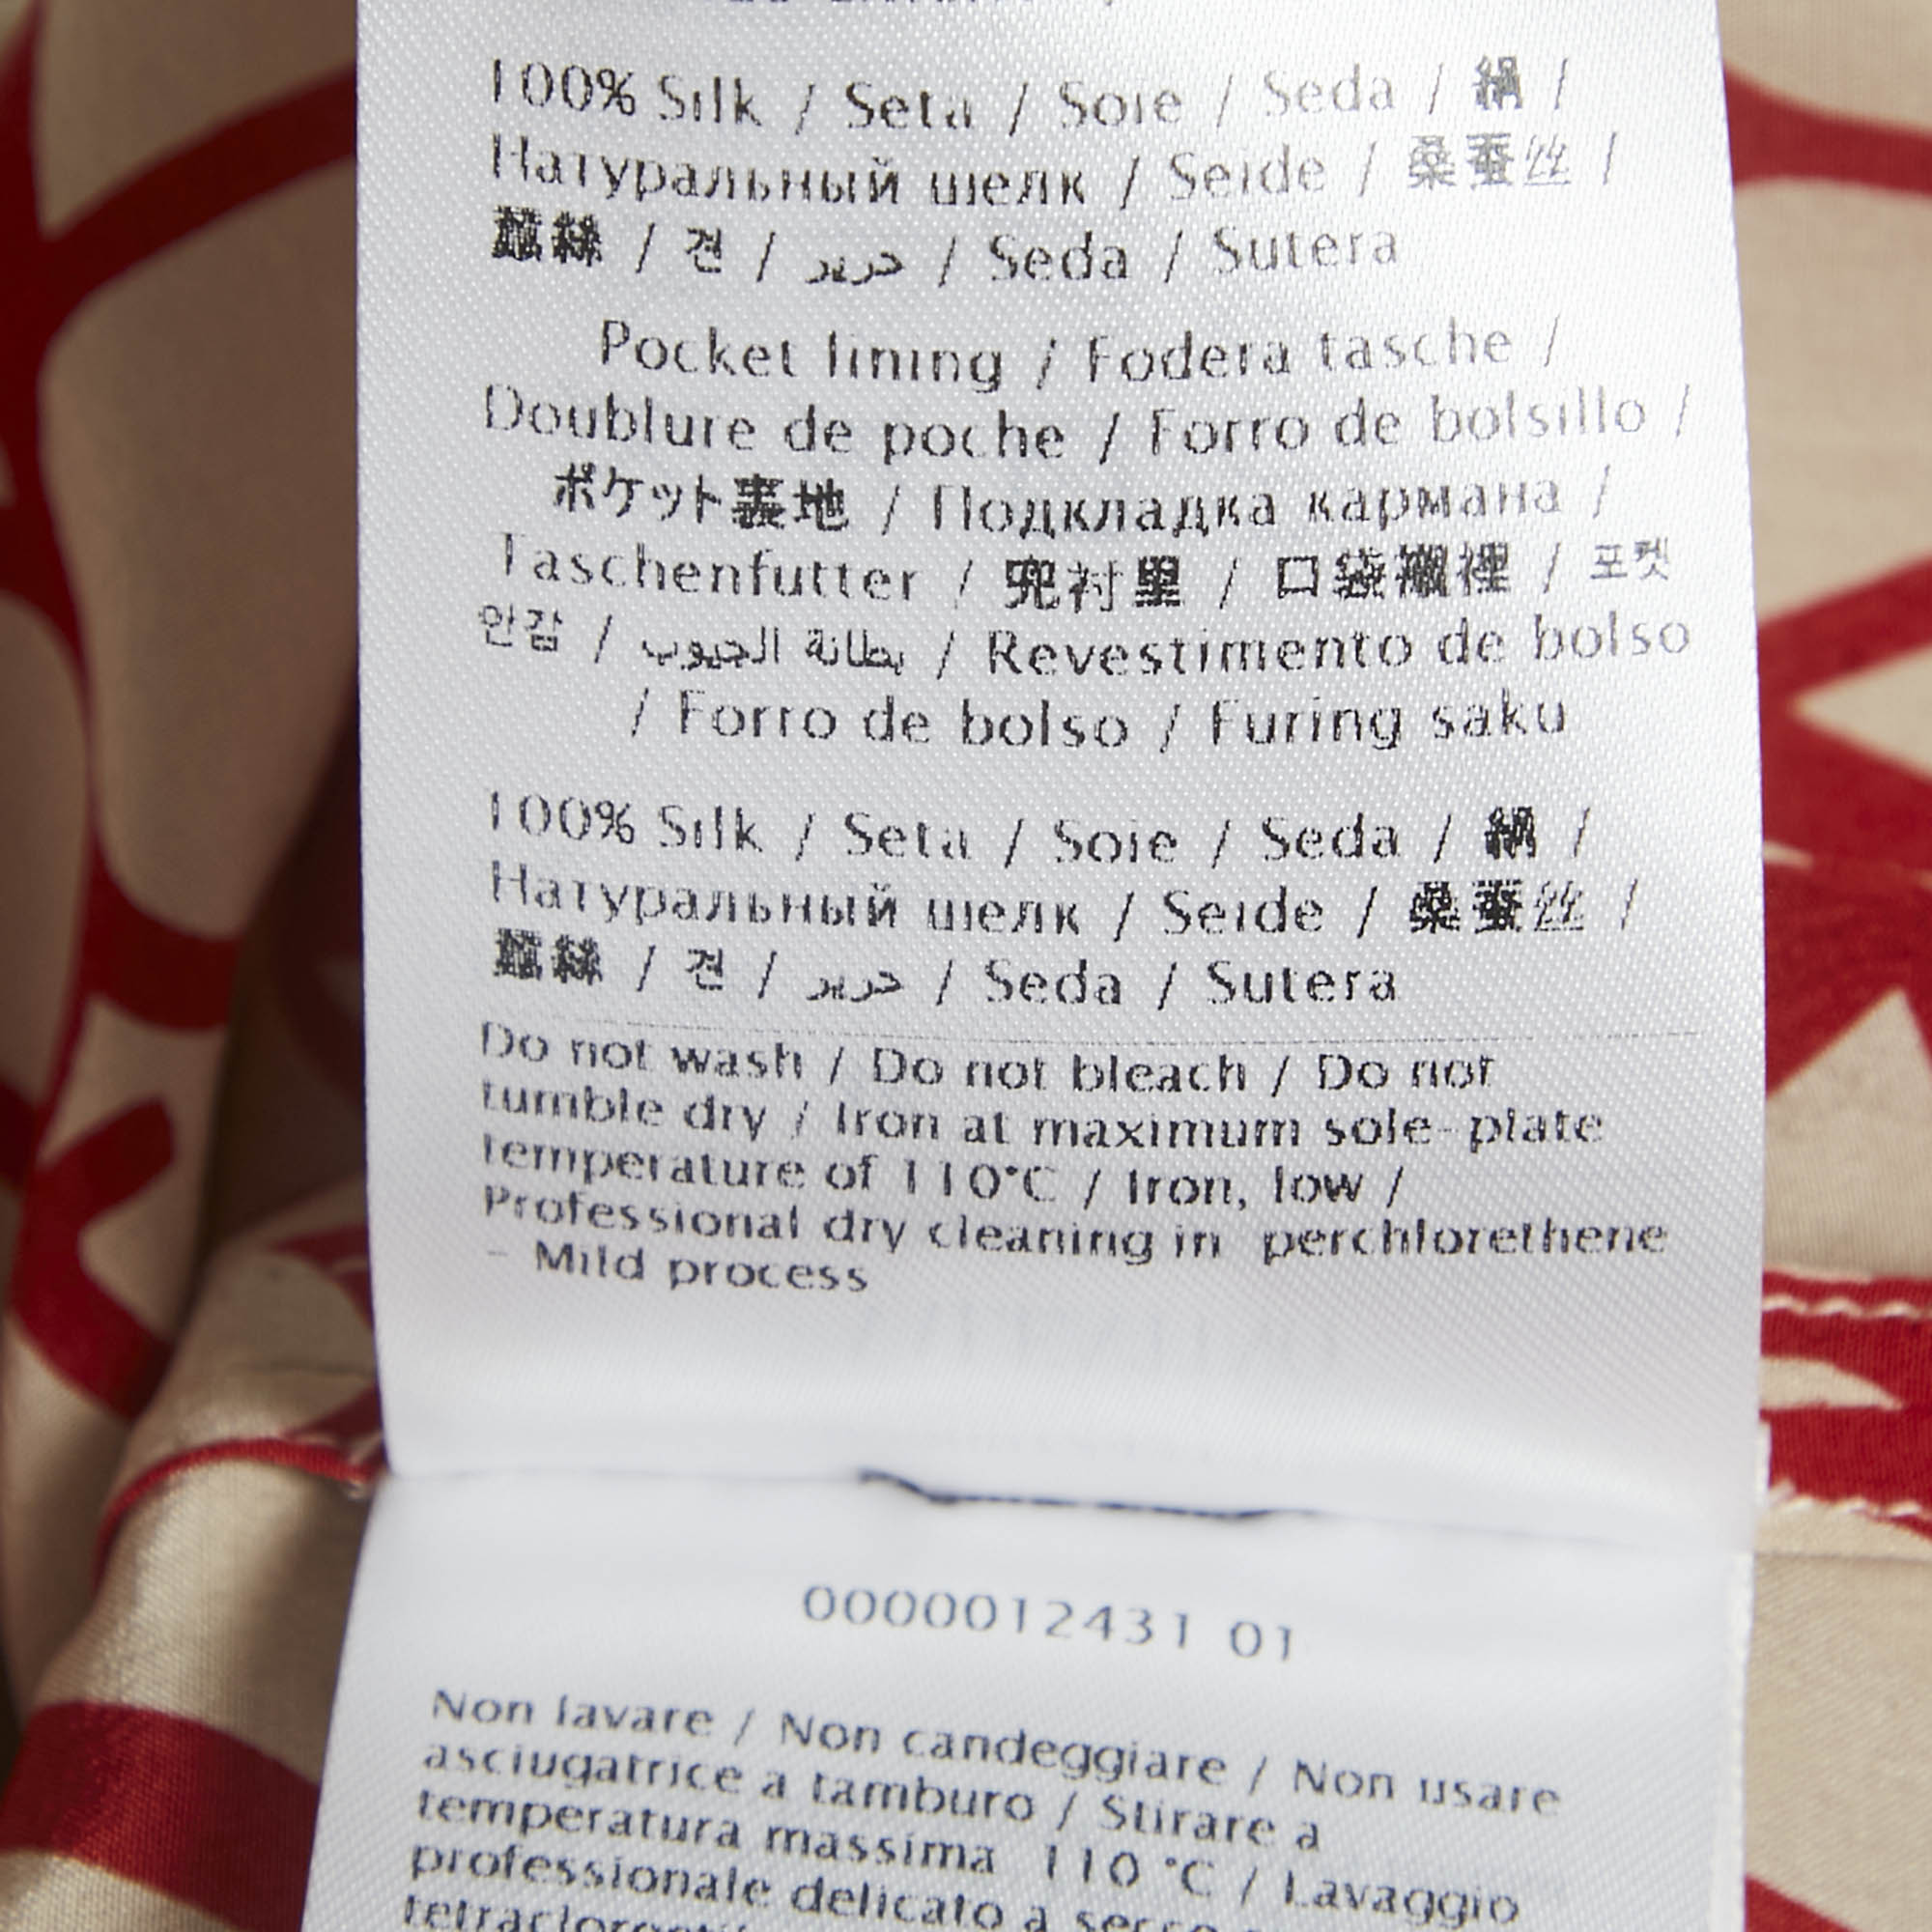 100% Silk / Seta / Soie / Seda / 絹 /
Натуральный шелк / Seide / 桑蚕丝 /
蠶絲 / 견 / حرير / Seda / Sutera
Pocket lining / Fodera tasche /
Doublure de poche / Forro de bolsillo /
ポケット裏地 / Подкладка кармана /
Taschenfutter / 兜衬里 / 口袋襯裡 / 포켓
안감 / بطانة الجيوب / Revestimento de bolso
/ Forro de bolso / Furing saku
100% Silk / Seta / Soie / Seda / 絹 /
Натуральный шелк / Seide / 桑蚕丝 /
蠶絲 / 견 / حرير / Seda / Sutera
Do not wash / Do not bleach / Do not
tumble dry / Iron at maximum sole-plate
temperature of 110°C / Iron, low /
Professional dry cleaning in perchlorethene
- Mild process
0000012431 01
Non lavare / Non candeggiare / Non usare
asciugatrice a tamburo / Stirare a
temperatura massima 110 °C / Lavaggio
professionale delicato a secco